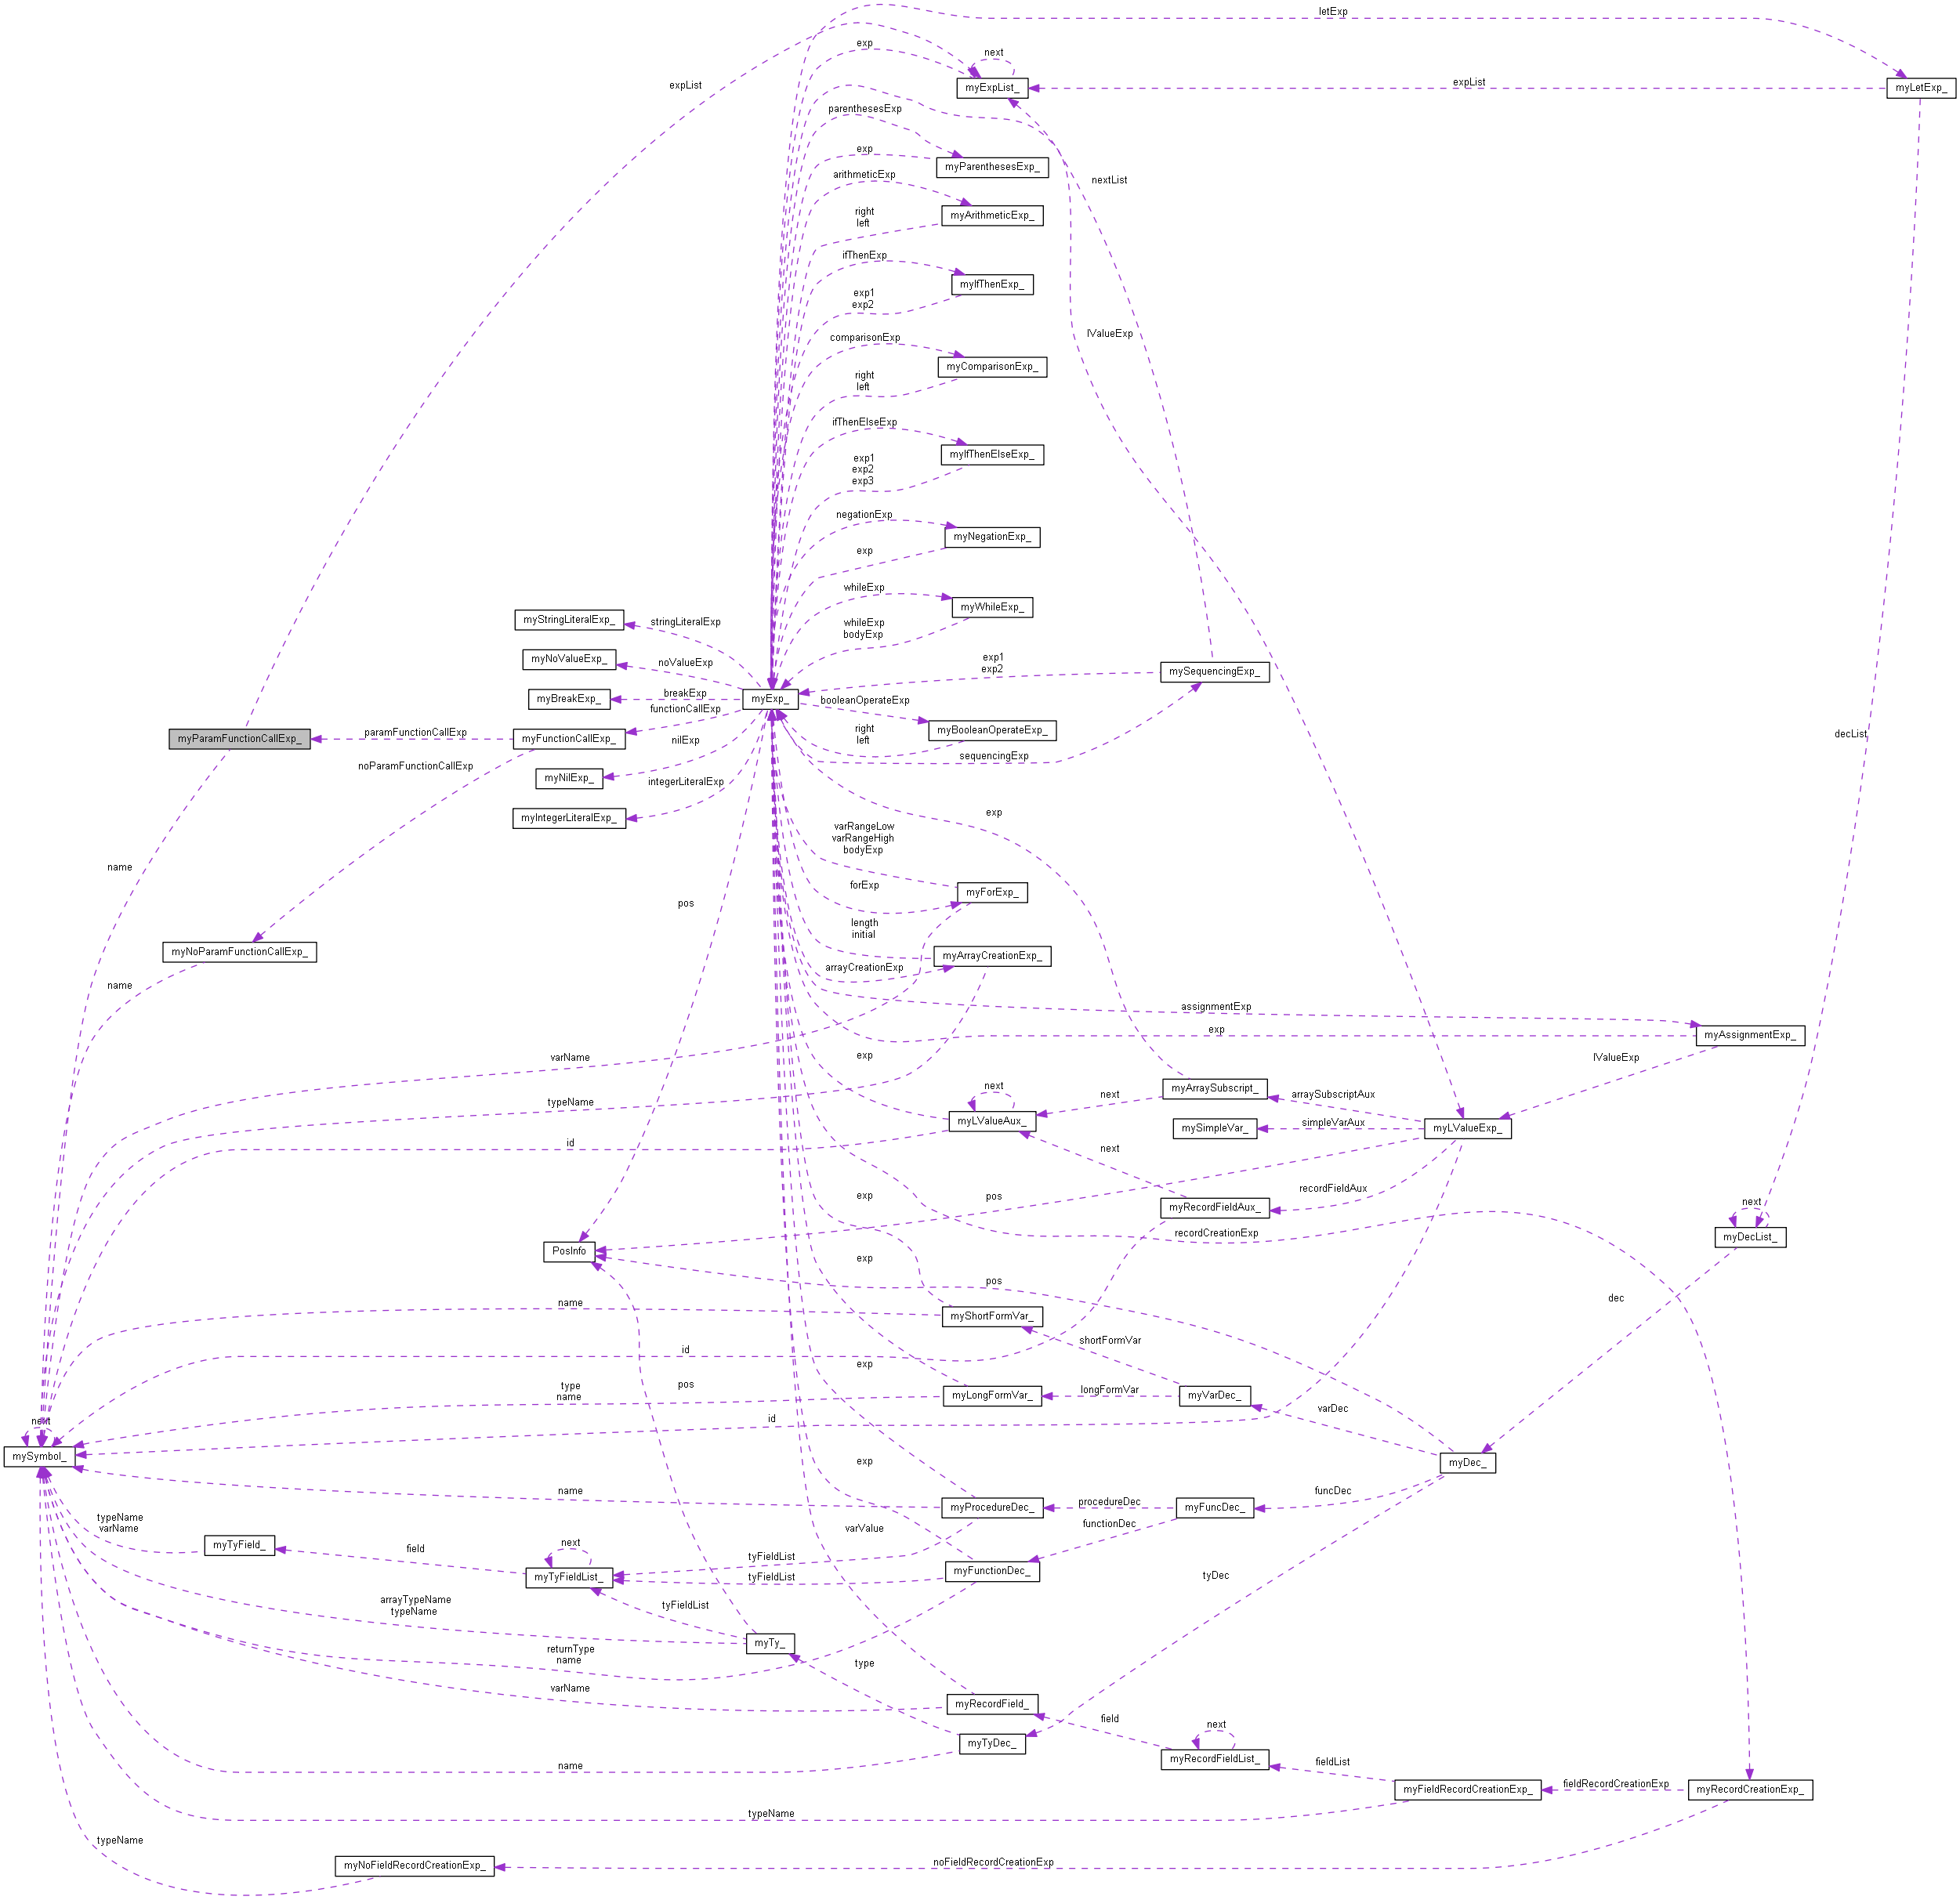 letExp
exp
next
myExpList_
expList
expList
myLetExp_
parenthesesExp
exp
myParenthesesExp_
nextList
arithmeticExp
right
left
myArithmeticExp_
ifThenExp
myIfThenExp_
exp1
exp2
comparisonExp
lValueExp
myComparisonExp_
right
left
ifThenElseExp
myIfThenElseExp_
exp1
exp2
exp3
negationExp
myNegationExp_
exp
whileExp
myWhileExp_
whileExp
bodyExp
myStringLiteralExp_
stringLiteralExp
myNoValueExp_
noValueExp
exp1
exp2
mySequencingExp_
myBreakExp_
breakExp
myExp_
booleanOperateExp
functionCallExp
myBooleanOperateExp_
right
left
decList
myParamFunctionCallExp_
paramFunctionCallExp
myFunctionCallExp_
nilExp
sequencingExp
noParamFunctionCallExp
myNilExp_
integerLiteralExp
myIntegerLiteralExp_
exp
varRangeLow
varRangeHigh
bodyExp
name
forExp
myForExp_
pos
length
initial
myNoParamFunctionCallExp_
myArrayCreationExp_
arrayCreationExp
name
assignmentExp
exp
myAssignmentExp_
varName
exp
lValueExp
next
mySubscript_
myArraySubscript_
arraySubscriptAux
typeName
next
myLValueAux_
mySimpleVar_
simpleVarAux
myLValueExp_
id
next
recordFieldAux
exp
pos
myRecordFieldAux_
next
recordCreationExp
myDecList_
PosInfo
exp
pos
dec
name
myShortFormVar_
shortFormVar
id
exp
type
name
myLongFormVar_
longFormVar
myVarDec_
pos
varDec
id
next
mySymbol_
exp
myDec_
funcDec
name
myProcedureDec_
procedureDec
myFuncDec_
typeName
varName
varValue
functionDec
myTyField_
field
next
tyFieldList
myTyFieldList_
tyFieldList
myFunctionDec_
tyDec
arrayTypeName
typeName
tyFieldList
myTy_
returnType
name
type
varName
myRecordField_
field
next
myTyDec_
myRecordFieldList_
name
fieldList
fieldRecordCreationExp
myFieldRecordCreationExp_
myRecordCreationExp_
typeName
typeName
myNoFieldRecordCreationExp_
noFieldRecordCreationExp